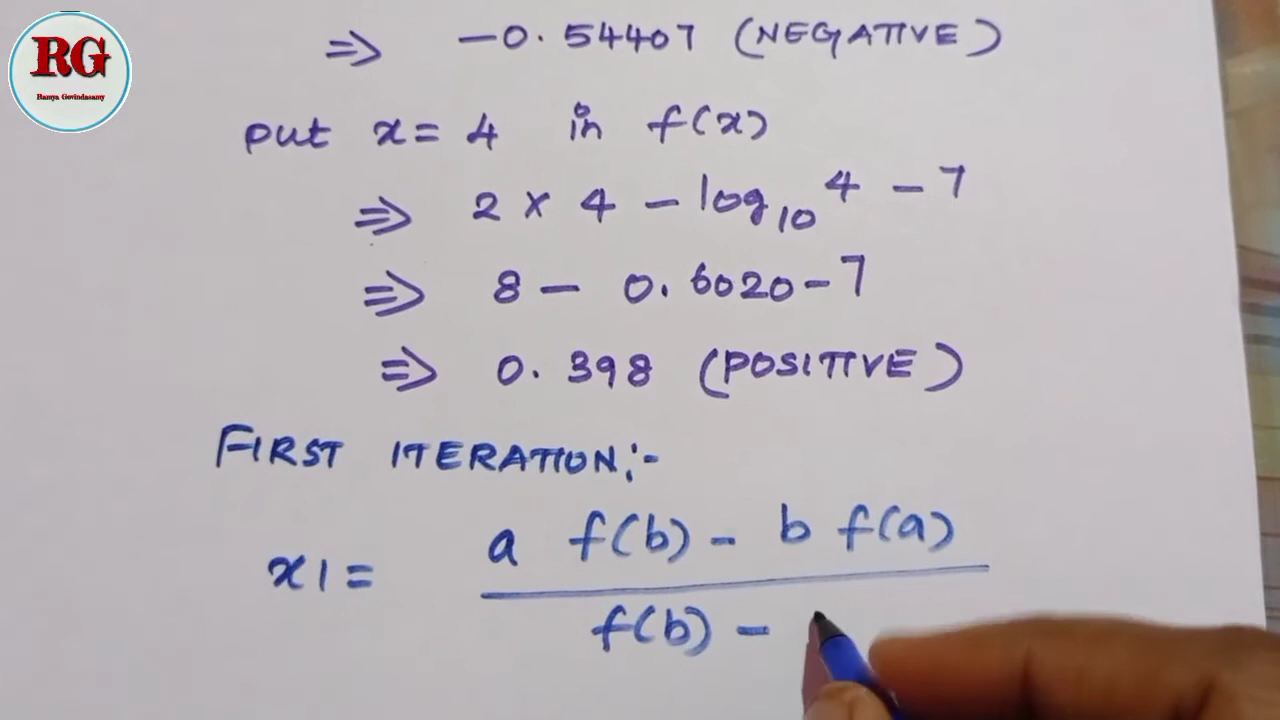 RG
Ramya Govindasamy
⇒ -0.54407 (NEGATIVE)
put x = 4 in f(x)
⇒ 2 × 4 - log₁₀ 4 - 7
⇒ 8 - 0.6020 - 7
⇒ 0.398 (POSITIVE)
FIRST ITERATION:-
a f(b) - b f(a)
x1 =
f(b) -